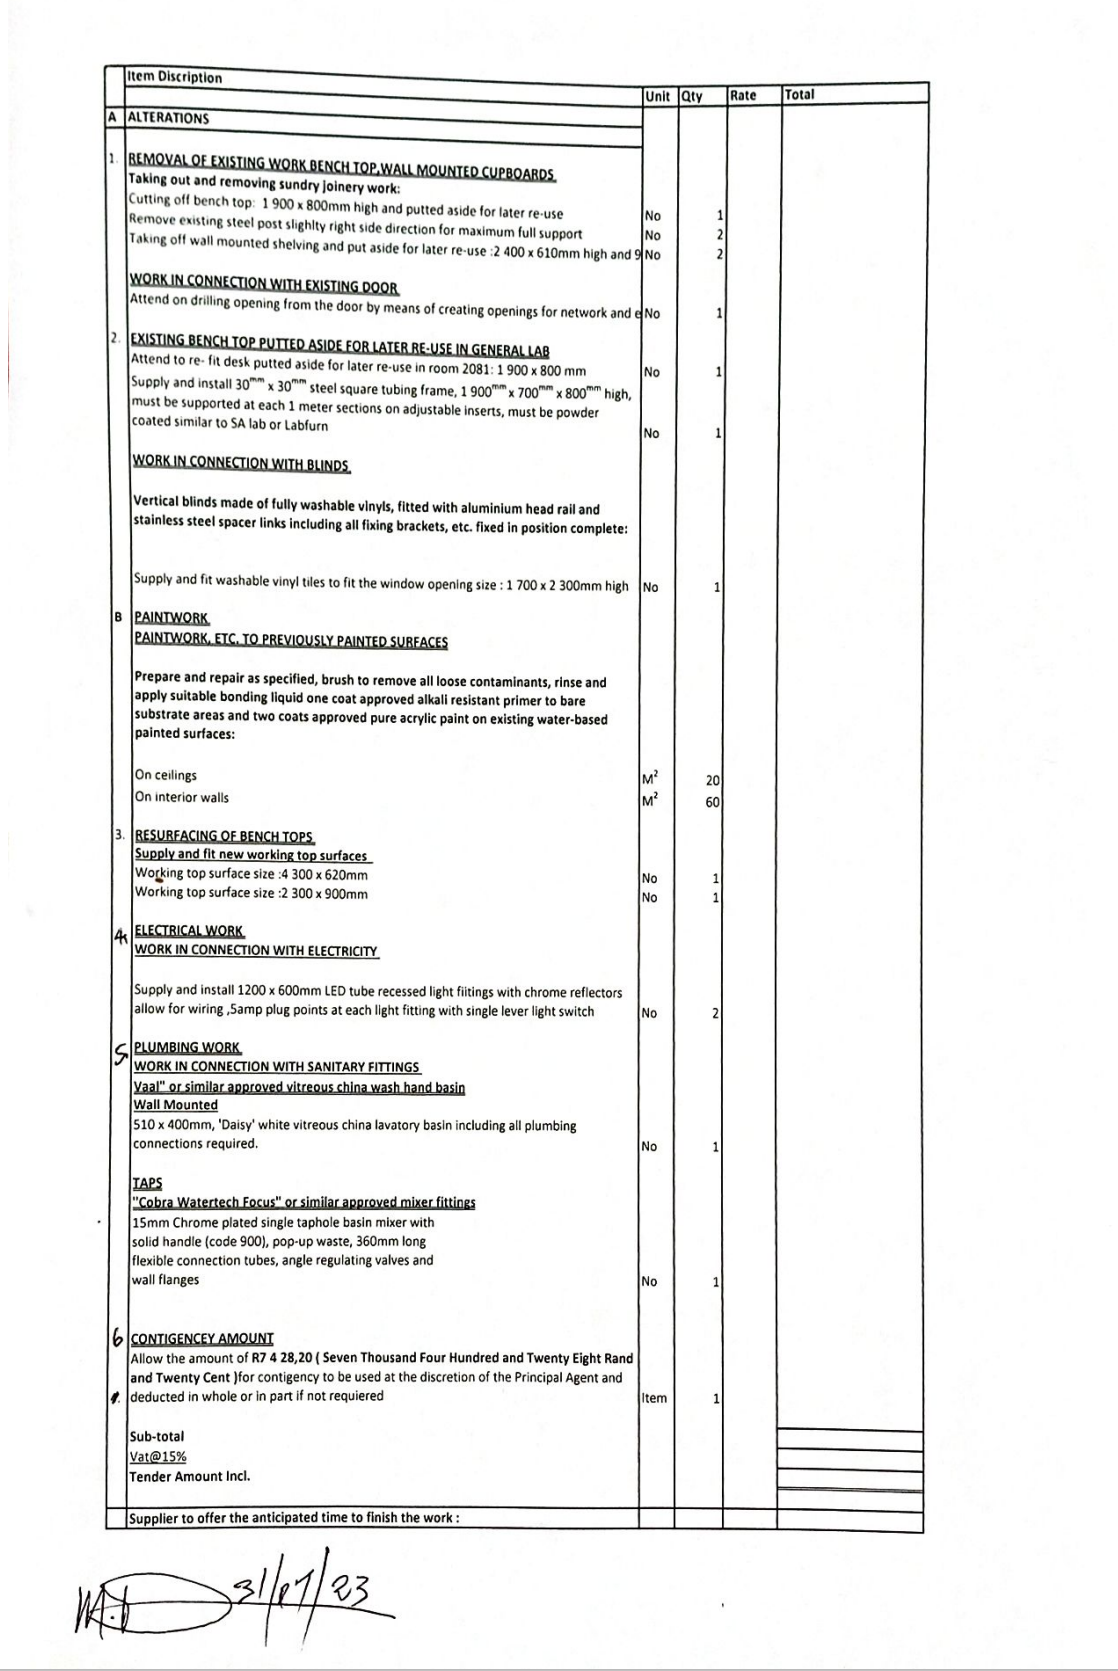 Item Discription
Unit Qty Rate Total
A ALTERATIONS
1. REMOVAL OF EXISTING WORK BENCH TOP,WALL MOUNTED CUPBOARDS
Taking out and removing sundry joinery work:
Cutting off bench top: 1 900 x 800mm high and putted aside for later re-use No 1
Remove existing steel post slighlty right side direction for maximum full support No 2
Taking off wall mounted shelving and put aside for later re-use :2 400 x 610mm high and 9 No 2
WORK IN CONNECTION WITH EXISTING DOOR
Attend on drilling opening from the door by means of creating openings for network and e No 1
2. EXISTING BENCH TOP PUTTED ASIDE FOR LATER RE-USE IN GENERAL LAB
Attend to re- fit desk putted aside for later re-use in room 2081: 1 900 x 800 mm No 1
Supply and install 30ᵐᵐ x 30ᵐᵐ steel square tubing frame, 1 900ᵐᵐ x 700ᵐᵐ x 800ᵐᵐ high,
must be supported at each 1 meter sections on adjustable inserts, must be powder
coated similar to SA lab or Labfurn No 1
WORK IN CONNECTION WITH BLINDS
Vertical blinds made of fully washable vinyls, fitted with aluminium head rail and
stainless steel spacer links including all fixing brackets, etc. fixed in position complete:
Supply and fit washable vinyl tiles to fit the window opening size : 1 700 x 2 300mm high No 1
B PAINTWORK
PAINTWORK, ETC. TO PREVIOUSLY PAINTED SURFACES
Prepare and repair as specified, brush to remove all loose contaminants, rinse and
apply suitable bonding liquid one coat approved alkali resistant primer to bare
substrate areas and two coats approved pure acrylic paint on existing water-based
painted surfaces:
On ceilings M² 20
On interior walls M² 60
3. RESURFACING OF BENCH TOPS
Supply and fit new working top surfaces
Working top surface size :4 300 x 620mm No 1
Working top surface size :2 300 x 900mm No 1
4. ELECTRICAL WORK
WORK IN CONNECTION WITH ELECTRICITY
Supply and install 1200 x 600mm LED tube recessed light fiitings with chrome reflectors
allow for wiring ,5amp plug points at each light fitting with single lever light switch No 2
5 PLUMBING WORK
WORK IN CONNECTION WITH SANITARY FITTINGS
Vaal" or similar approved vitreous china wash hand basin
Wall Mounted
510 x 400mm, 'Daisy' white vitreous china lavatory basin including all plumbing
connections required. No 1
TAPS
"Cobra Watertech Focus" or similar approved mixer fittings
15mm Chrome plated single taphole basin mixer with
solid handle (code 900), pop-up waste, 360mm long
flexible connection tubes, angle regulating valves and
wall flanges No 1
6 CONTIGENCEY AMOUNT
Allow the amount of R7 4 28,20 ( Seven Thousand Four Hundred and Twenty Eight Rand
and Twenty Cent )for contigency to be used at the discretion of the Principal Agent and
deducted in whole or in part if not requiered Item 1
Sub-total
Vat@15%
Tender Amount Incl.
Supplier to offer the anticipated time to finish the work :
31/07/23